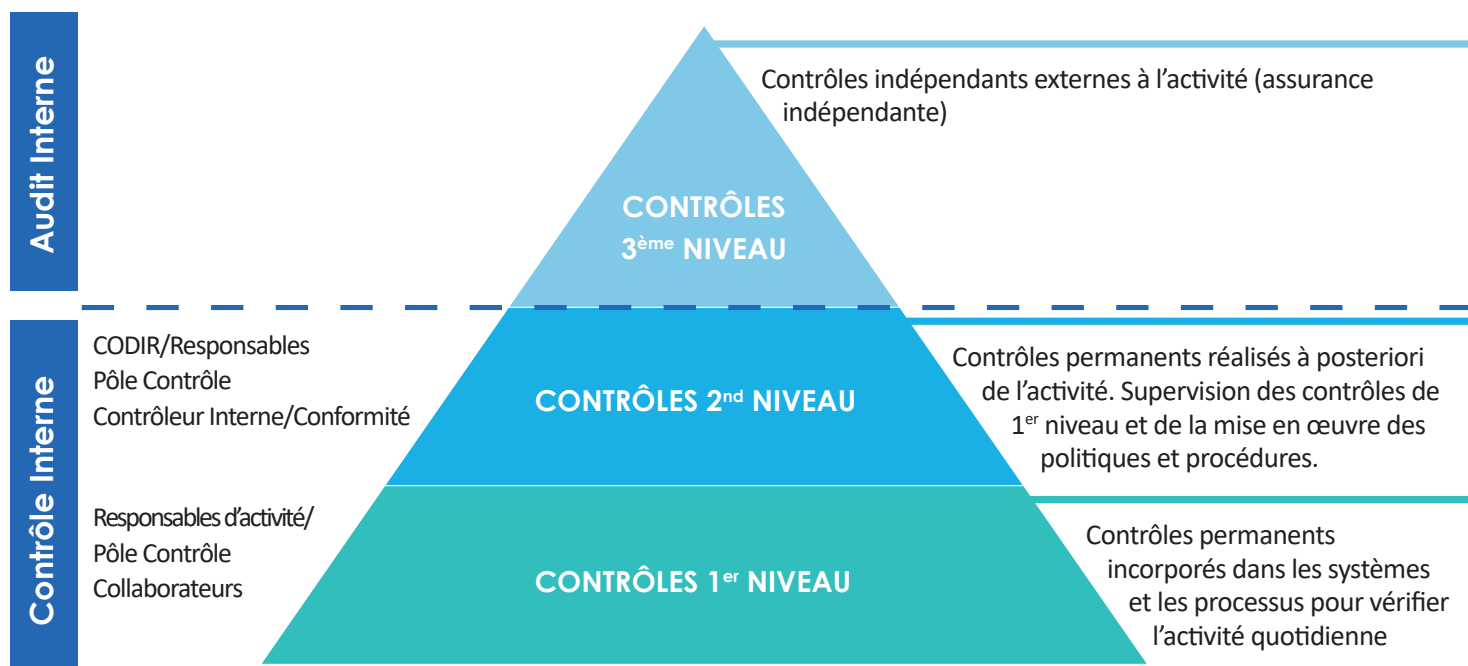 Audit Interne
Contrôles indépendants externes à l’activité (assurance
indépendante)
CONTRÔLES
3ème NIVEAU
Contrôle Interne
CODIR/Responsables
Pôle Contrôle
Contrôleur Interne/Conformité
CONTRÔLES 2nd NIVEAU
Contrôles permanents réalisés à posteriori
de l’activité. Supervision des contrôles de
1er niveau et de la mise en œuvre des
politiques et procédures.
Responsables d’activité/
Pôle Contrôle
Collaborateurs
CONTRÔLES 1er NIVEAU
Contrôles permanents
incorporés dans les systèmes
et les processus pour vérifier
l’activité quotidienne